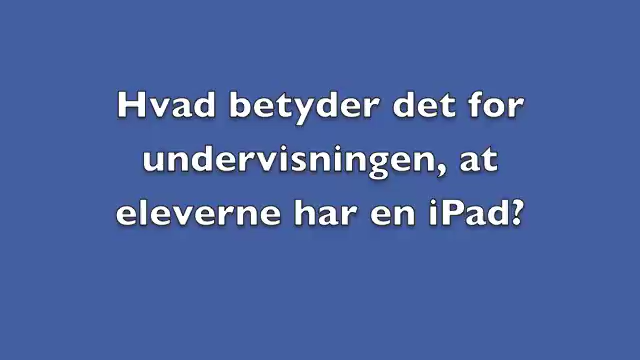 Hvad betyder det for
undervisningen, at
eleverne har en iPad?